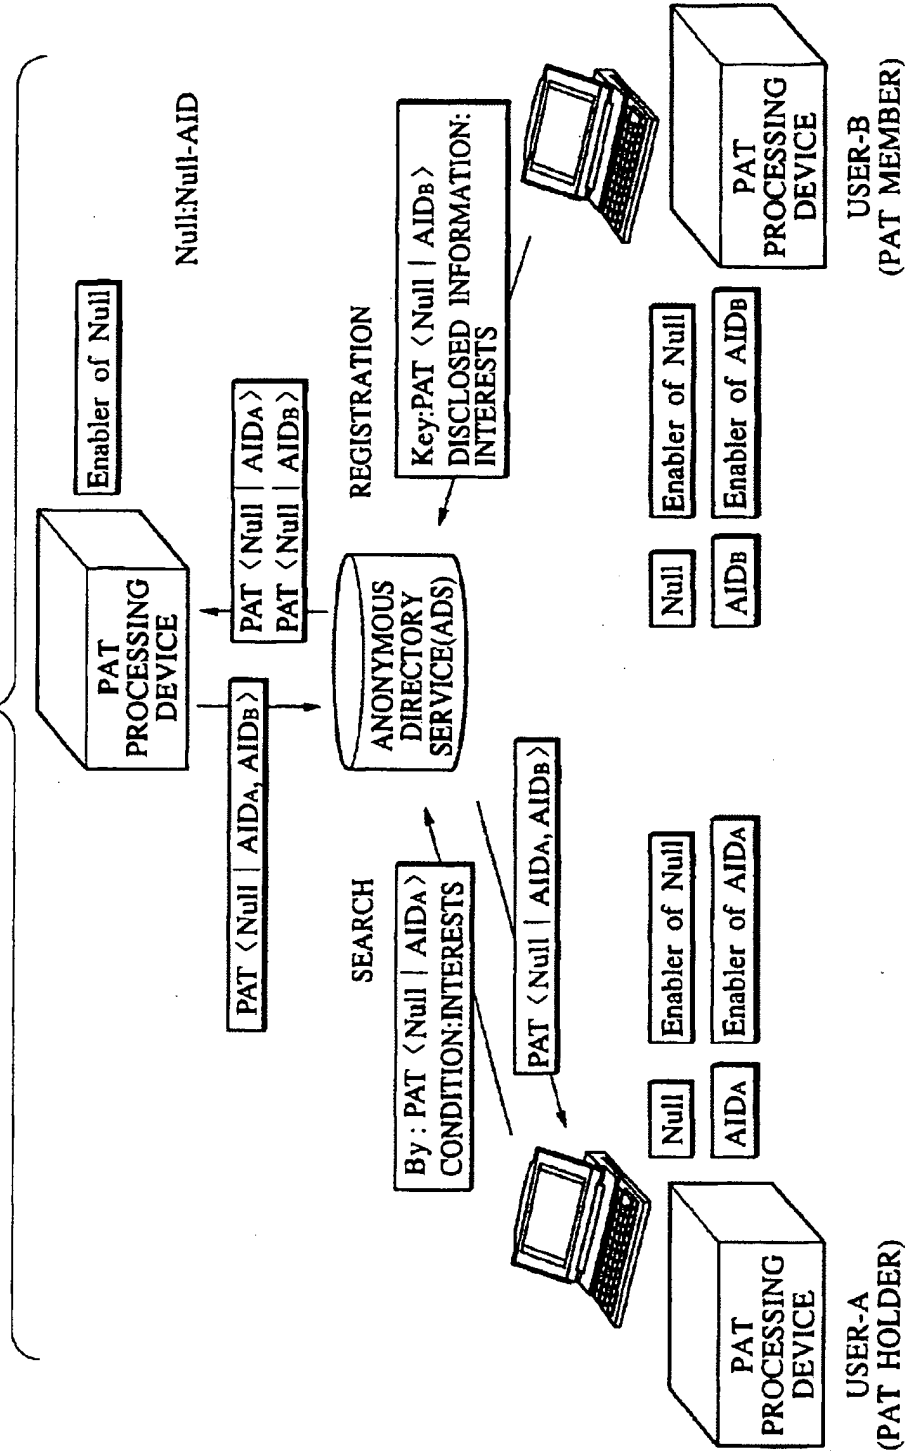 Null:Null-AID
Enabler of Null
PAT
PROCESSING
DEVICE
PAT <Null | AIDA, AIDB>
PAT <Null | AIDA>
PAT <Null | AIDB>
SEARCH
REGISTRATION
ANONYMOUS
DIRECTORY
SERVICE(ADS)
By : PAT <Null | AIDA>
CONDITION:INTERESTS
PAT <Null | AIDA, AIDB>
Key:PAT <Null | AIDB>
DISCLOSED INFORMATION:
INTERESTS
Null
Enabler of Null
AIDA
Enabler of AIDA
Null
Enabler of Null
AIDB
Enabler of AIDB
PAT
PROCESSING
DEVICE
USER-A
(PAT HOLDER)
PAT
PROCESSING
DEVICE
USER-B
(PAT MEMBER)